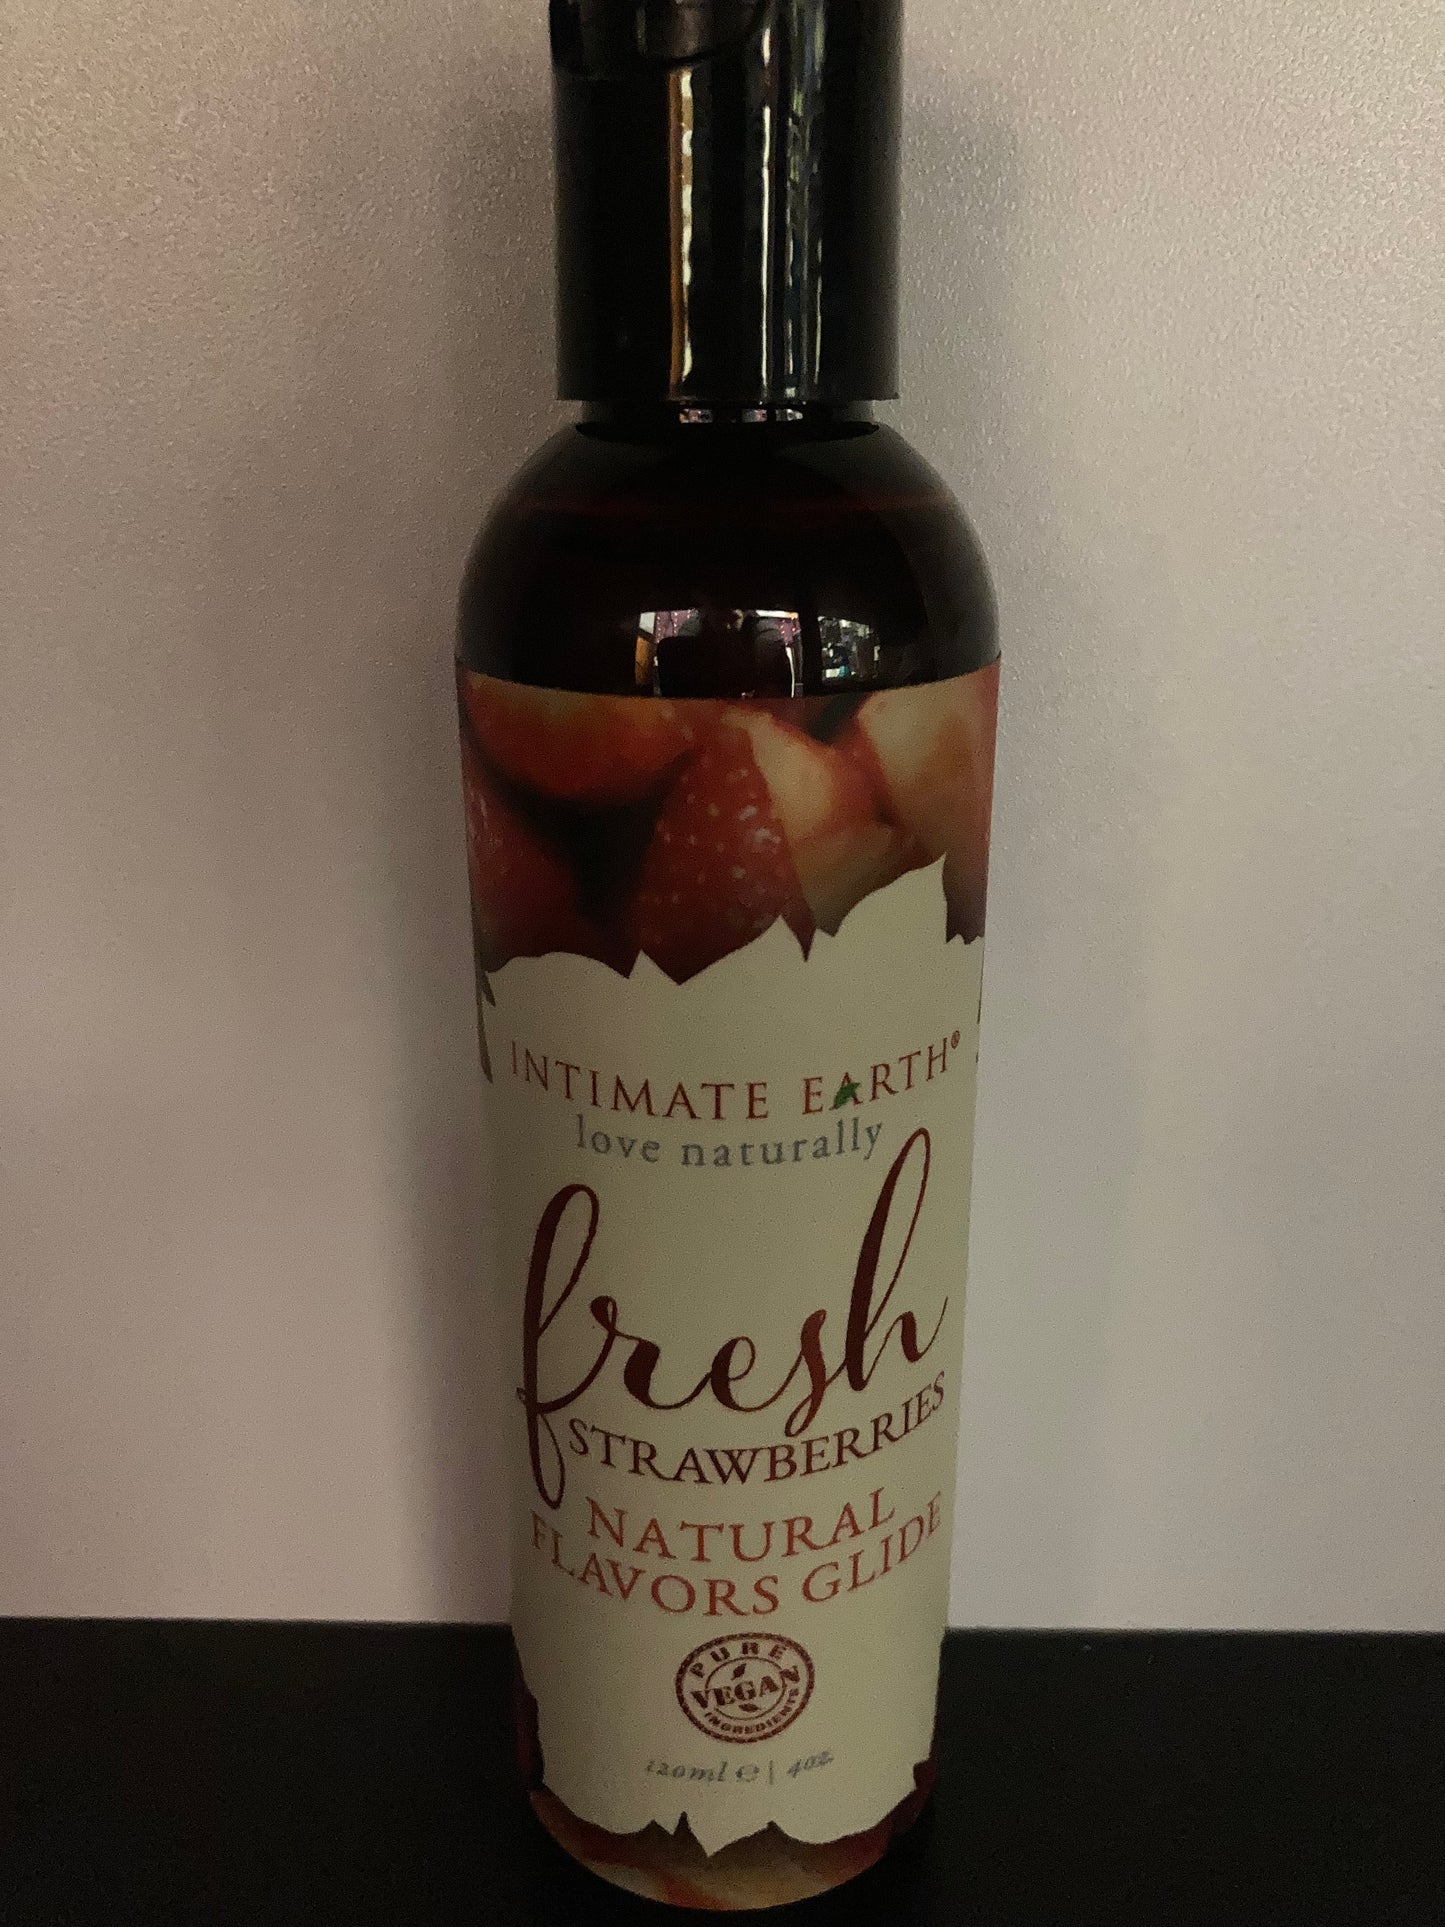 INTIMATE EARTH®
love naturally
fresh
STRAWBERRIES
NATURAL
FLAVORS GLIDE
PURE
VEGAN
INGREDIENTS
120ml e | 4oz